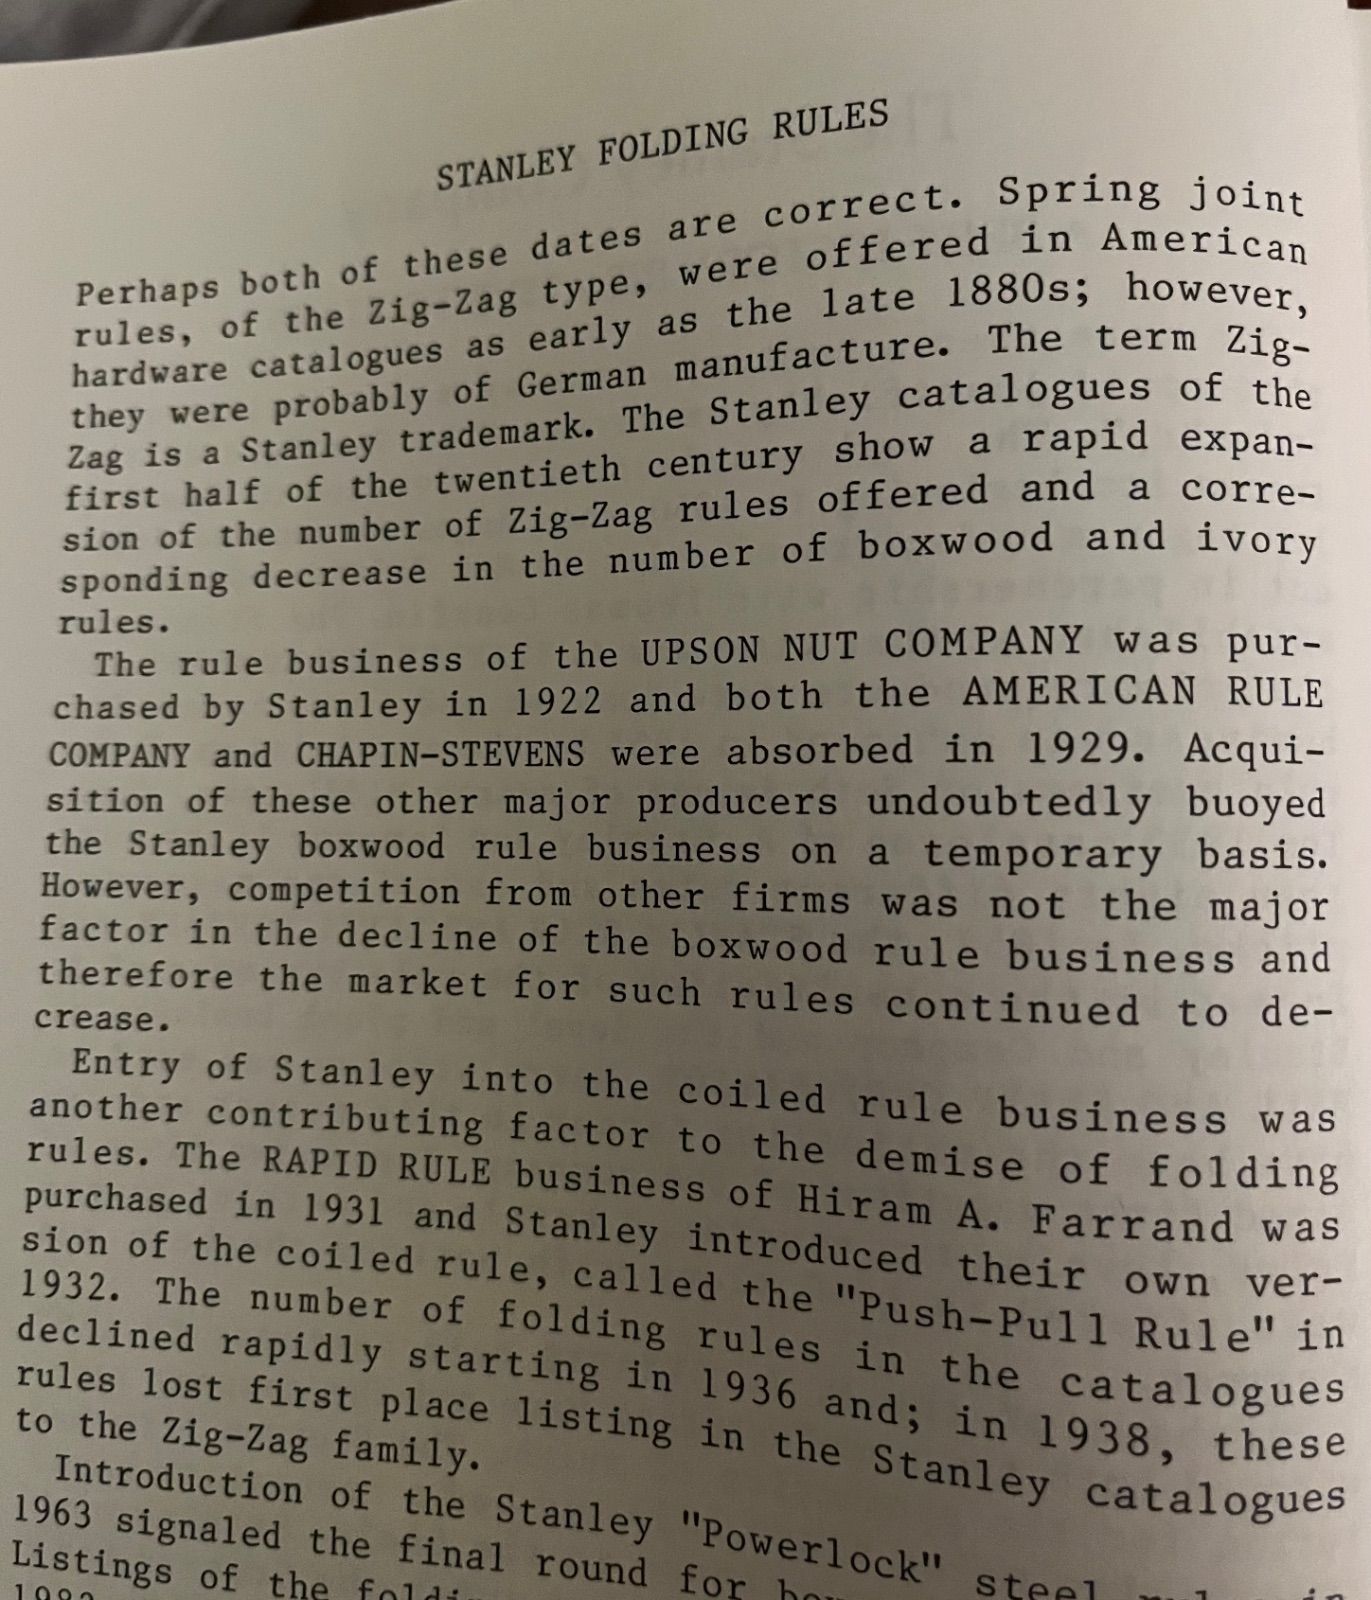 STANLEY FOLDING RULES
Perhaps both of these dates are correct. Spring joint
rules, of the Zig-Zag type, were offered in American
hardware catalogues as early as the late 1880s; however,
they were probably of German manufacture. The term Zig-
Zag is a Stanley trademark. The Stanley catalogues of the
first half of the twentieth century show a rapid expan-
sion of the number of Zig-Zag rules offered and a corre-
sponding decrease in the number of boxwood and ivory
rules.
The rule business of the UPSON NUT COMPANY was pur-
chased by Stanley in 1922 and both the AMERICAN RULE
COMPANY and CHAPIN-STEVENS were absorbed in 1929. Acqui-
sition of these other major producers undoubtedly buoyed
the Stanley boxwood rule business on a temporary basis.
However, competition from other firms was not the major
factor in the decline of the boxwood rule business and
therefore the market for such rules continued to de-
crease.
Entry of Stanley into the coiled rule business was
another contributing factor to the demise of folding
rules. The RAPID RULE business of Hiram A. Farrand was
purchased in 1931 and Stanley introduced their own ver-
sion of the coiled rule, called the "Push-Pull Rule" in
1932. The number of folding rules in the catalogues
declined rapidly starting in 1936 and; in 1938, these
rules lost first place listing in the Stanley catalogues
to the Zig-Zag family.
Introduction of the Stanley "Powerlock" steel in
1963 signaled the final round for
Listings of the